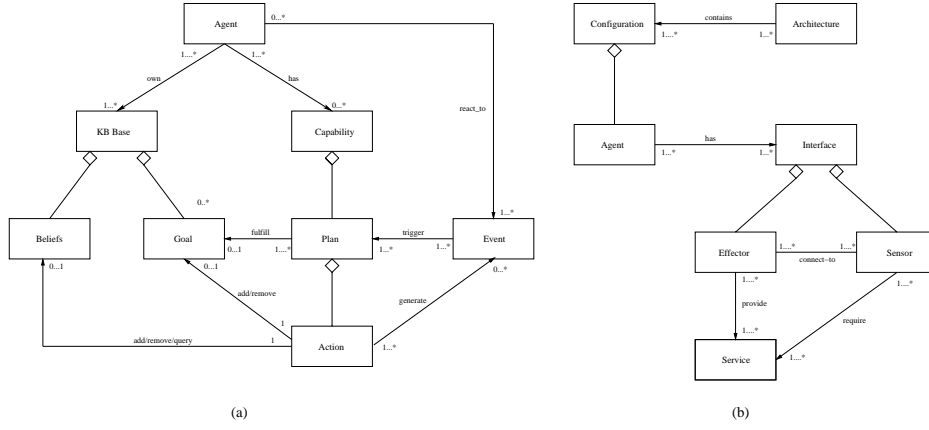 Agent
0...*
1....*
1...*
own
has
react_to
1...*
0...*
KB Base
Capability
0..*
1...*
Beliefs
Goal
fulfill
Plan
trigger
Event
0...1
0...1
1....*
1...*
1...*
0...1
0...*
add/remove
generate
1
add/remove/query
1
Action
1...*
(a)
Configuration
contains
Architecture
1....*
1...*
Agent
has
Interface
1...*
1...*
Effector
1....*
1....*
Sensor
connect-to
1....*
1....*
provide
require
1....*
Service
1....*
(b)